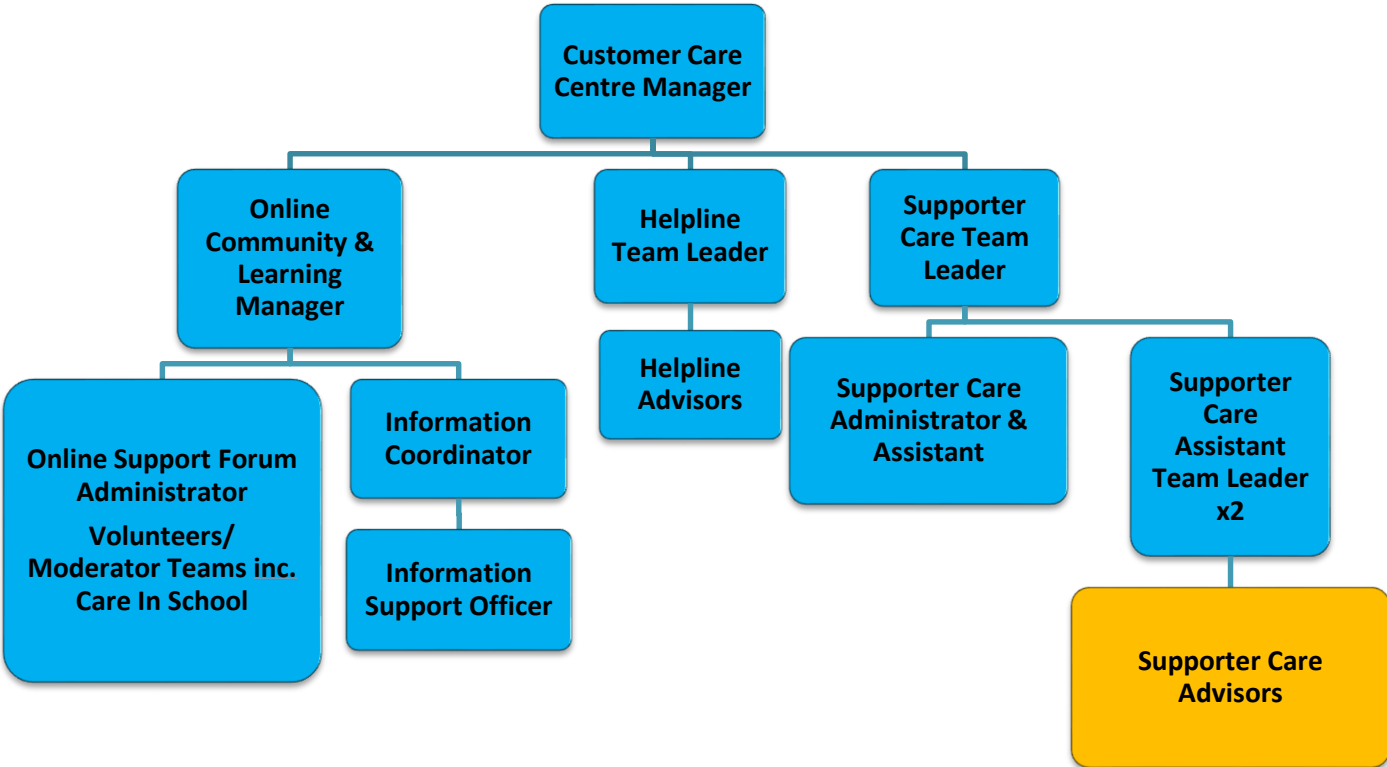 Customer Care
Centre Manager
Online
Community &
Learning
Manager
Helpline
Team Leader
Supporter
Care Team
Leader
Online Support Forum
Administrator
Volunteers/
Moderator Teams inc.
Care In School
Information
Coordinator
Information
Support Officer
Helpline
Advisors
Supporter Care
Administrator &
Assistant
Supporter
Care
Assistant
Team Leader
x2
Supporter Care
Advisors